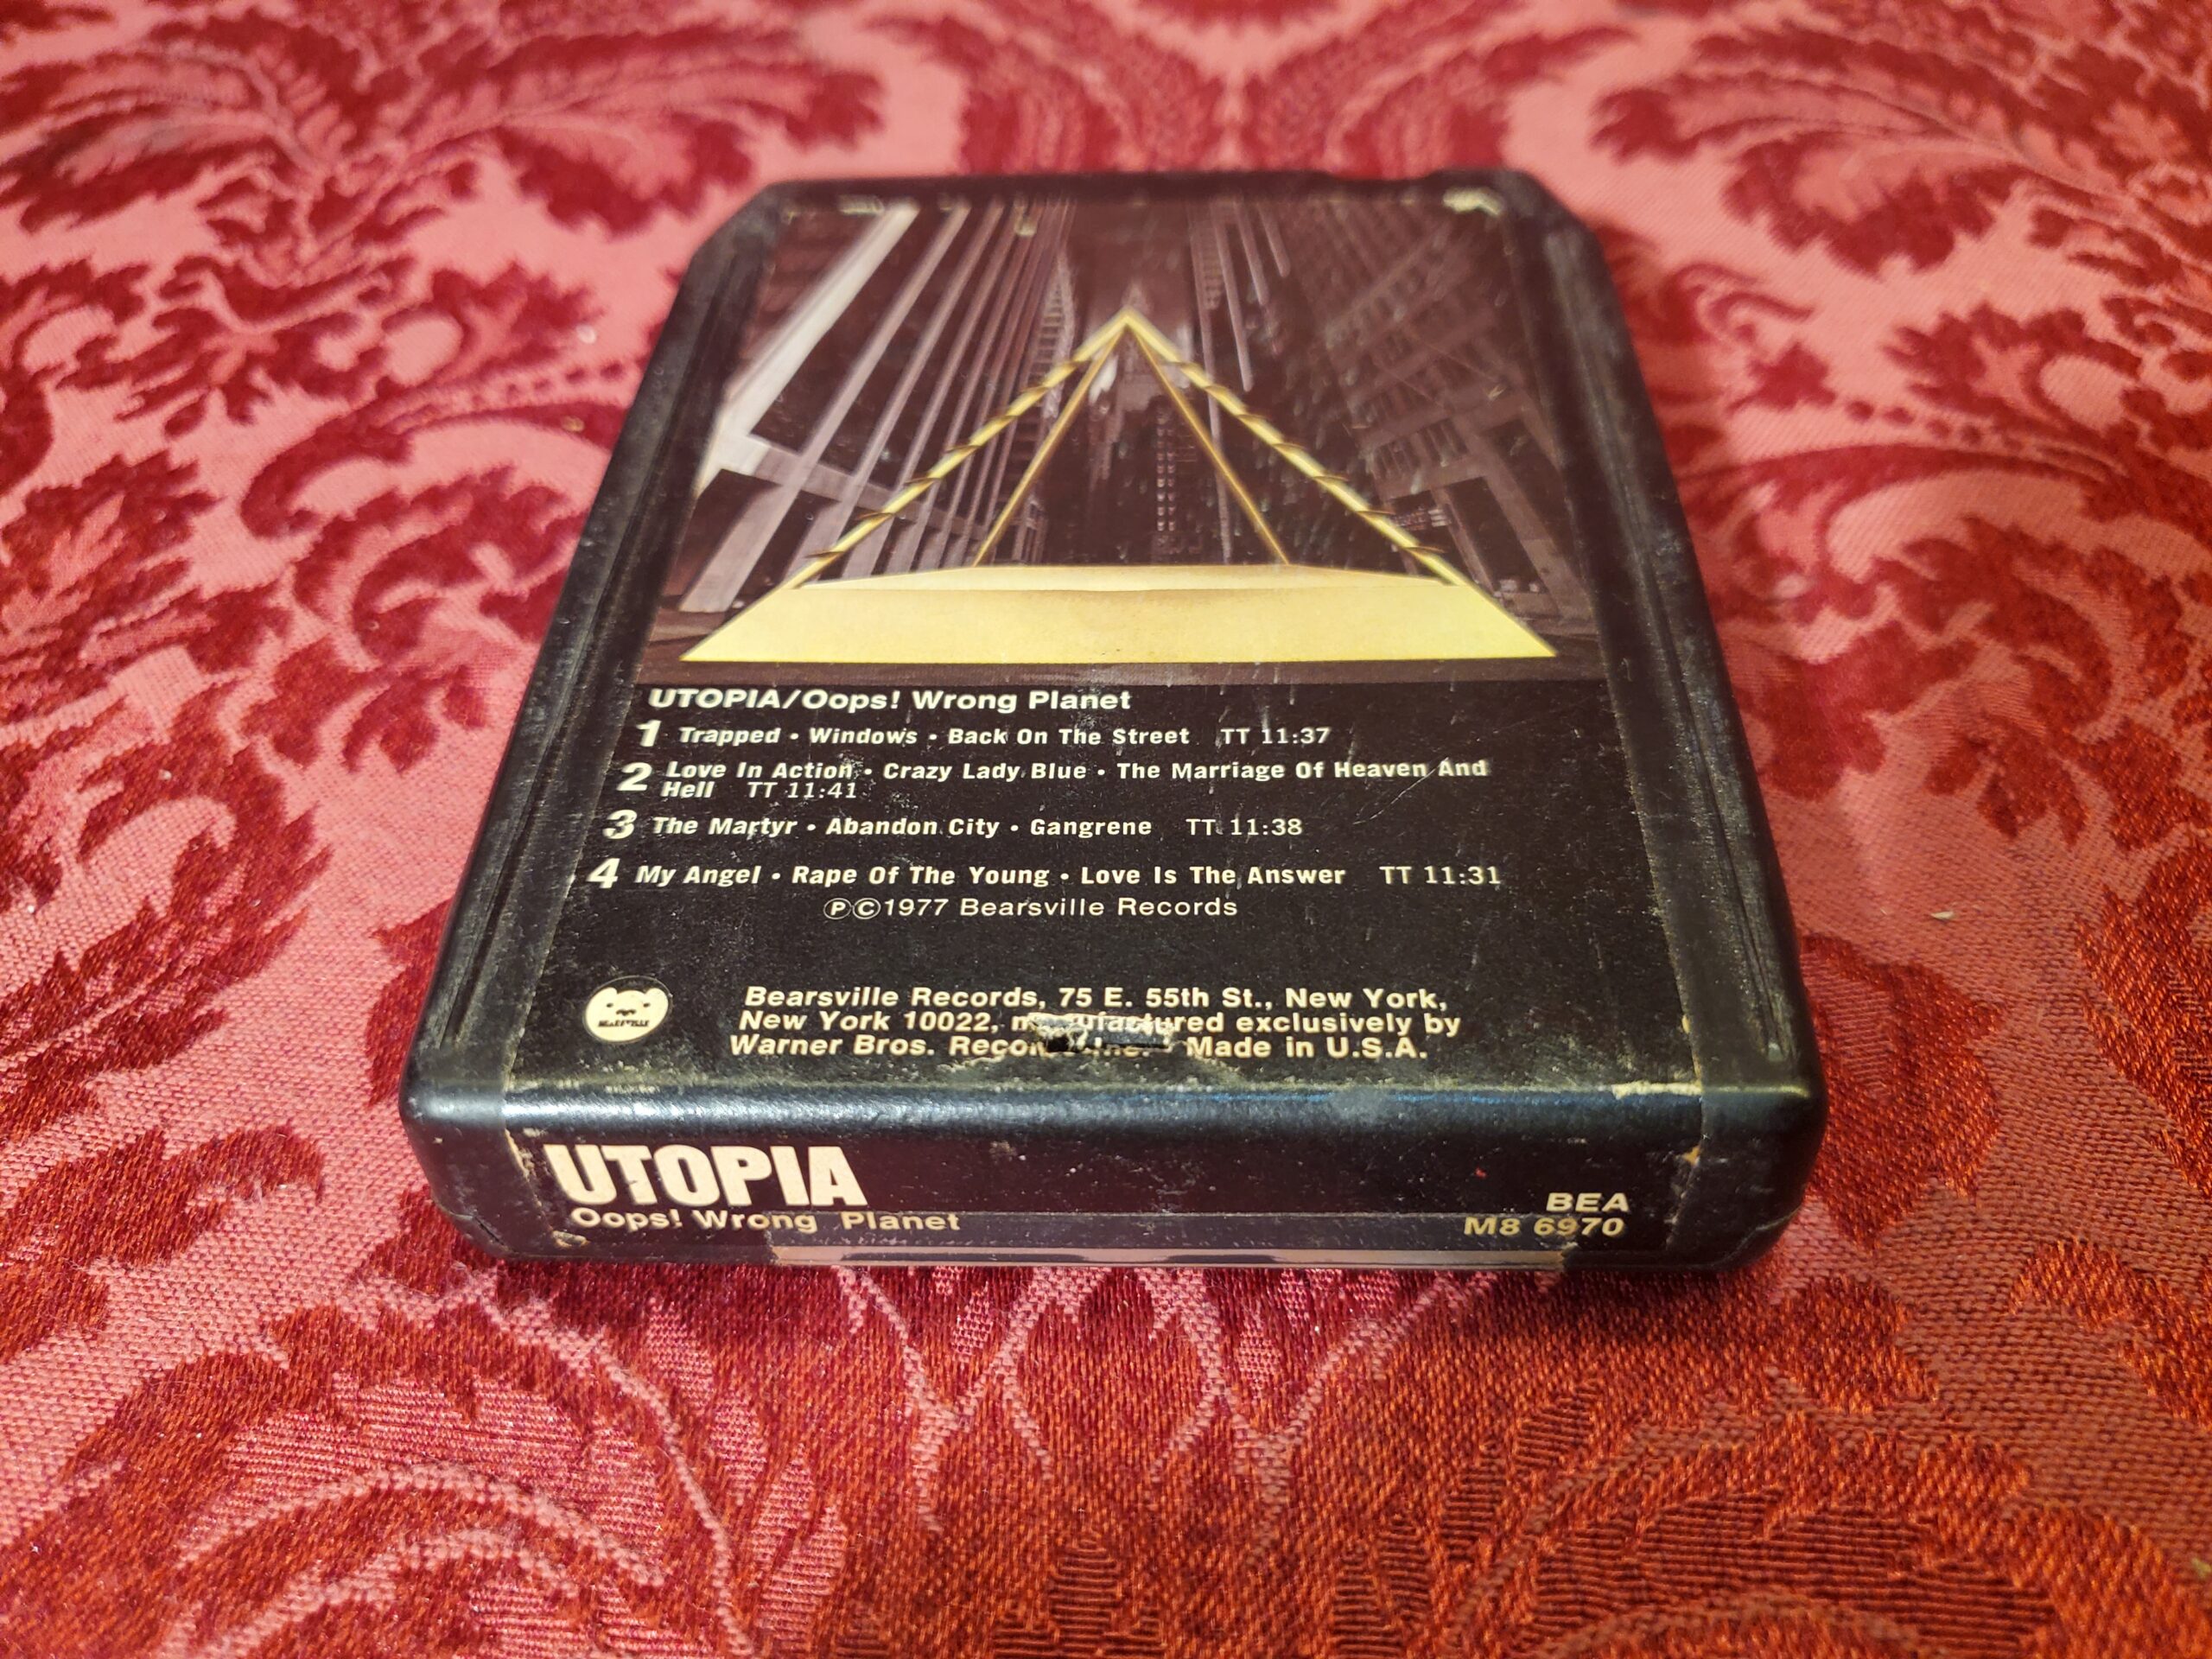 UTOPIA/Oops! Wrong Planet
1 Trapped • Windows • Back On The Street TT 11:37
2 Love In Action • Crazy Lady Blue • The Marriage Of Heaven And
Hell TT 11:41
3 The Martyr • Abandon City • Gangrene TT 11:38
4 My Angel • Rape Of The Young • Love Is The Answer TT 11:31
Ⓟ©1977 Bearsville Records
BEARSVILLE
Bearsville Records, 75 E. 55th St., New York,
New York 10022, manufactured exclusively by
Warner Bros. Records Inc. • Made in U.S.A.
UTOPIA
Oops! Wrong Planet
BEA
M8 6970